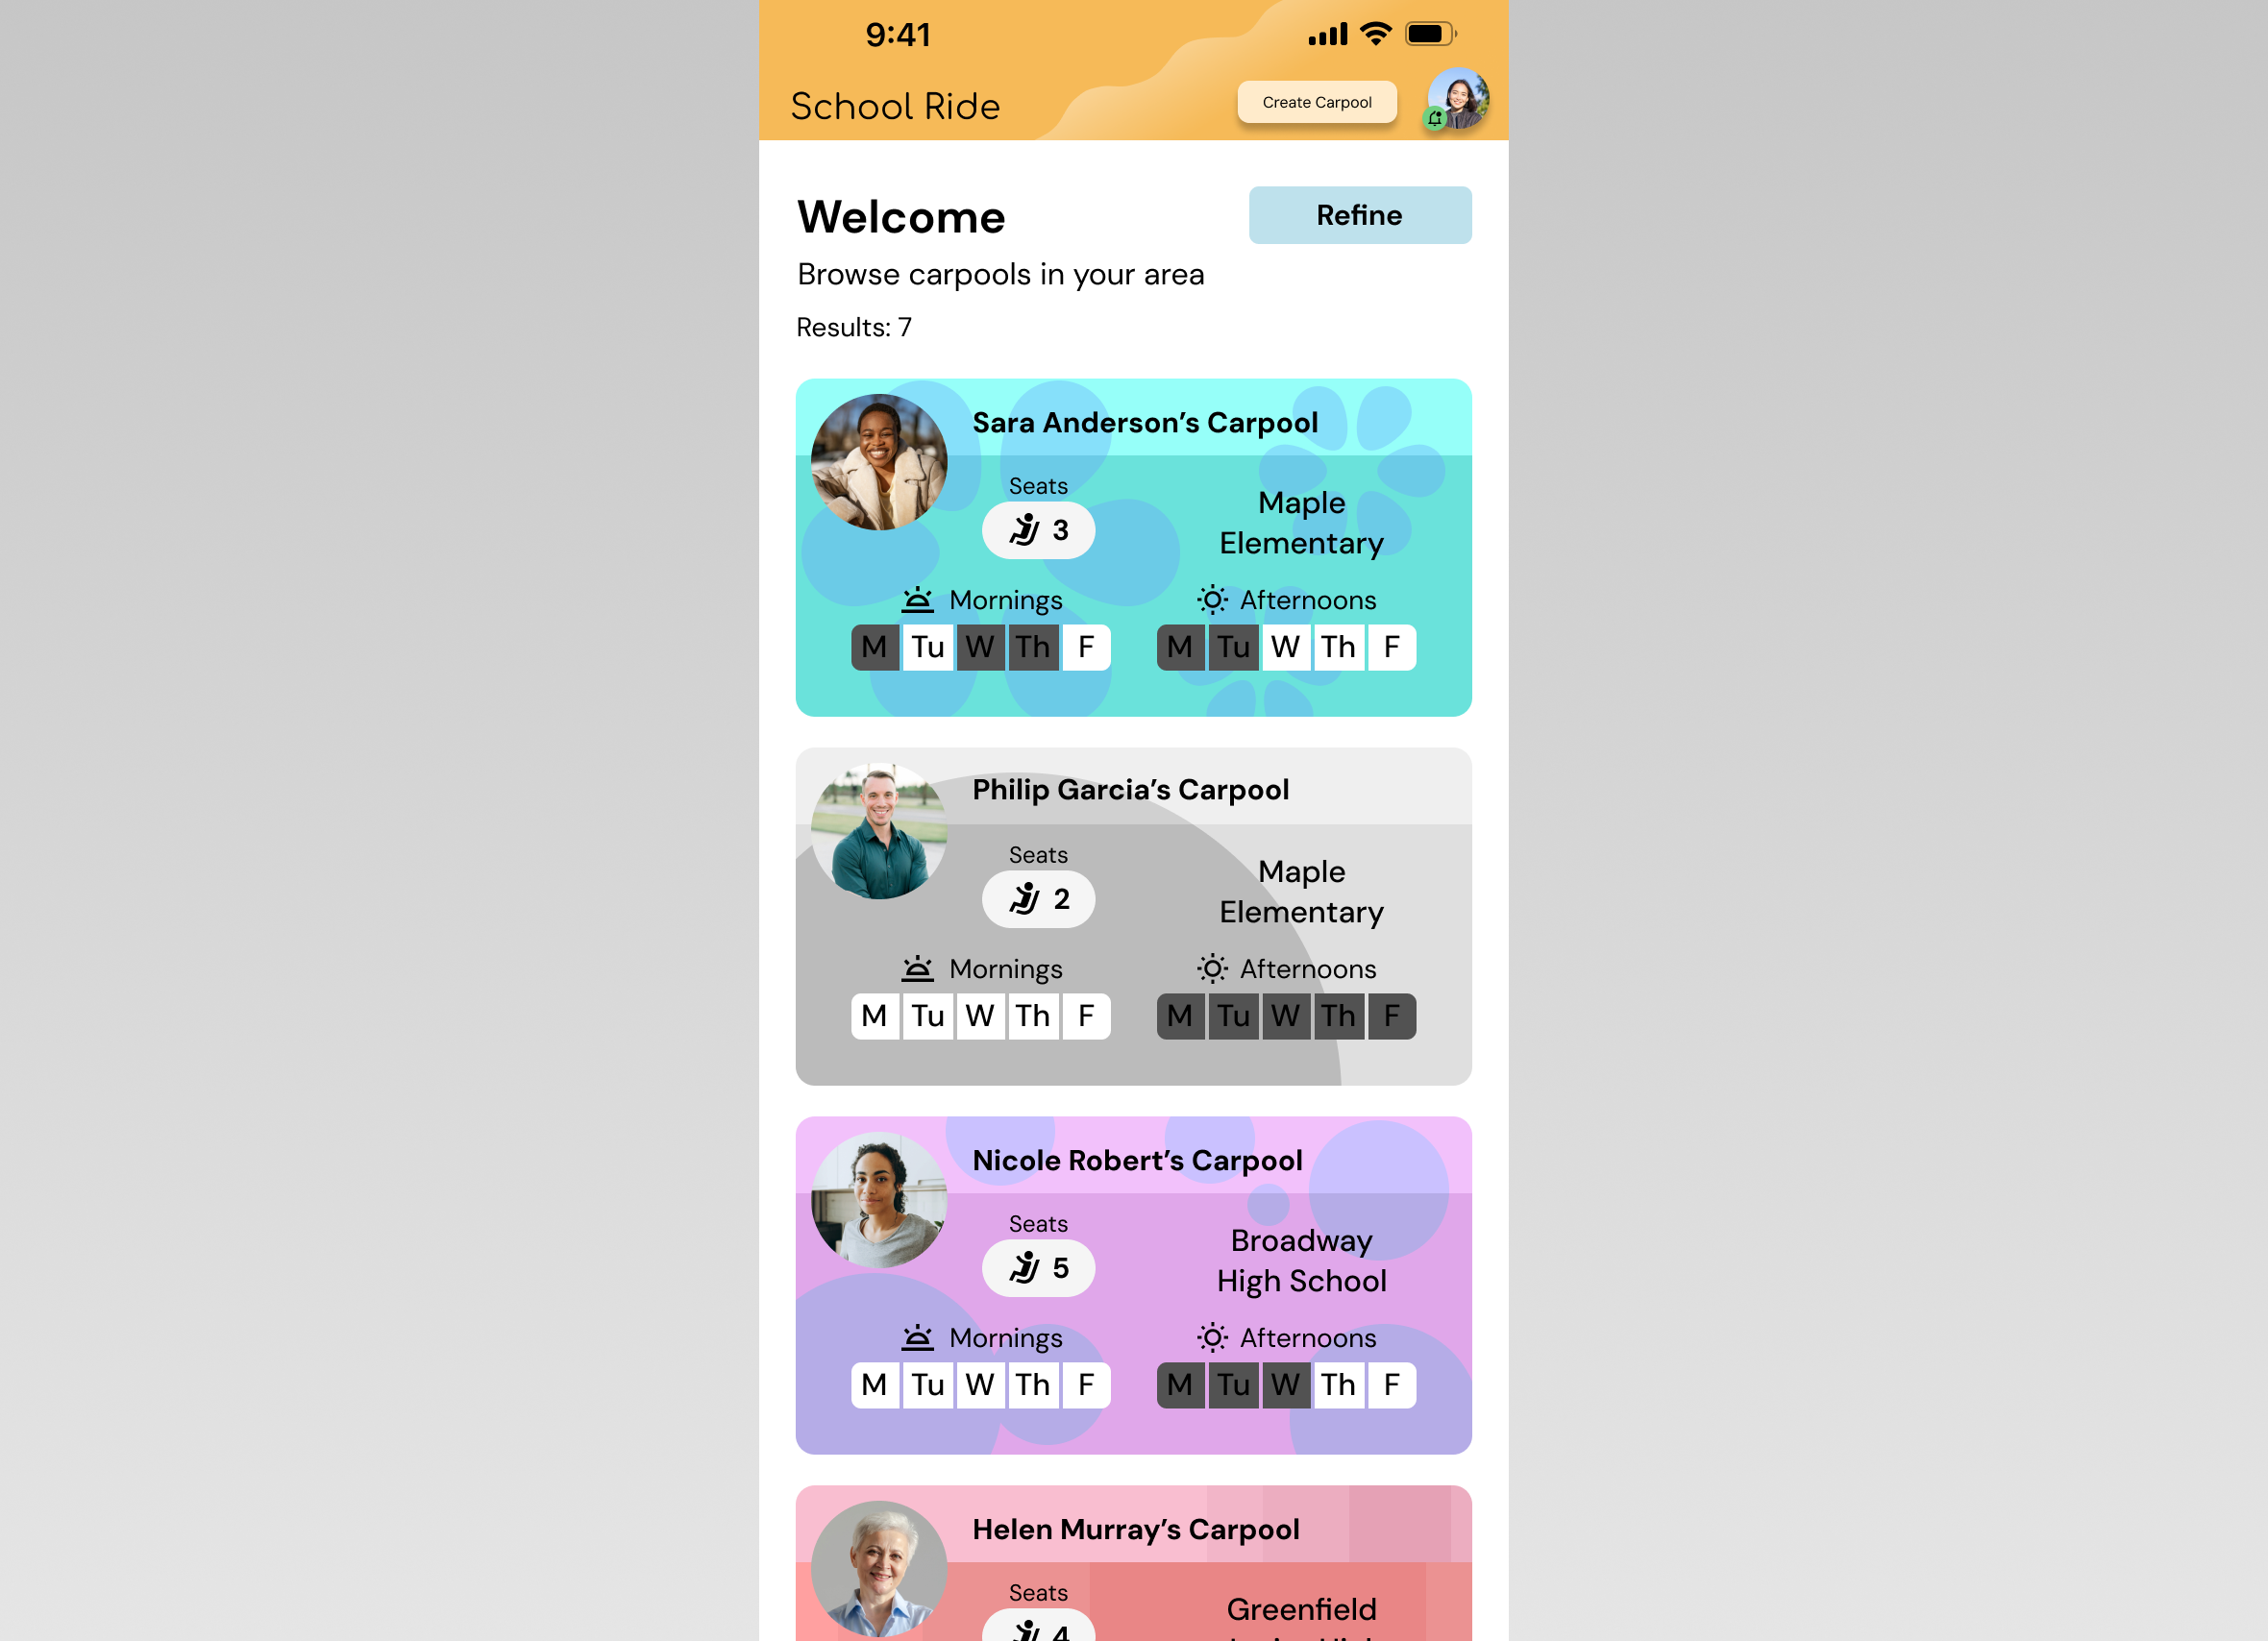 9:41
School Ride
Create Carpool
Welcome
Refine
Browse carpools in your area
Results: 7
Sara Anderson’s Carpool
Seats
3
Maple
Elementary
Mornings
Afternoons
M Tu W Th F
M Tu W Th F
Philip Garcia’s Carpool
Seats
2
Maple
Elementary
Mornings
Afternoons
M Tu W Th F
M Tu W Th F
Nicole Robert’s Carpool
Seats
5
Broadway
High School
Mornings
Afternoons
M Tu W Th F
M Tu W Th F
Helen Murray’s Carpool
Seats
4
Greenfield